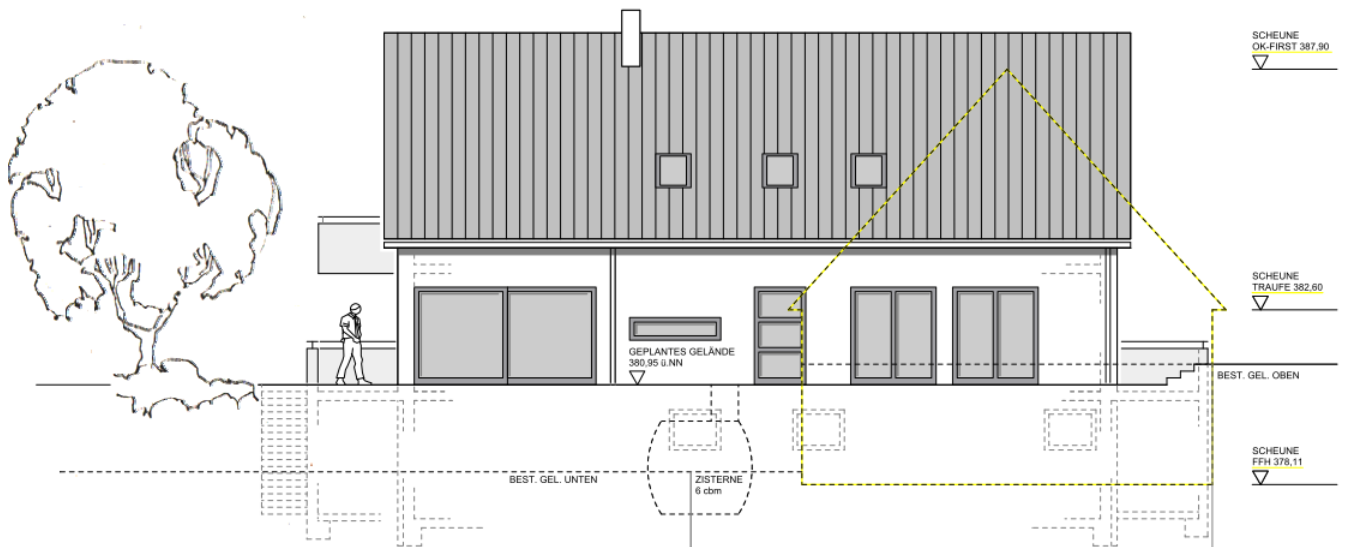 SCHEUNE
OK-FIRST 387,90
SCHEUNE
TRAUFE 382,60
GEPLANTES GELÄNDE
380,95 ü.NN
BEST. GEL. OBEN
SCHEUNE
FFH 378,11
BEST. GEL. UNTEN
ZISTERNE
6 cbm